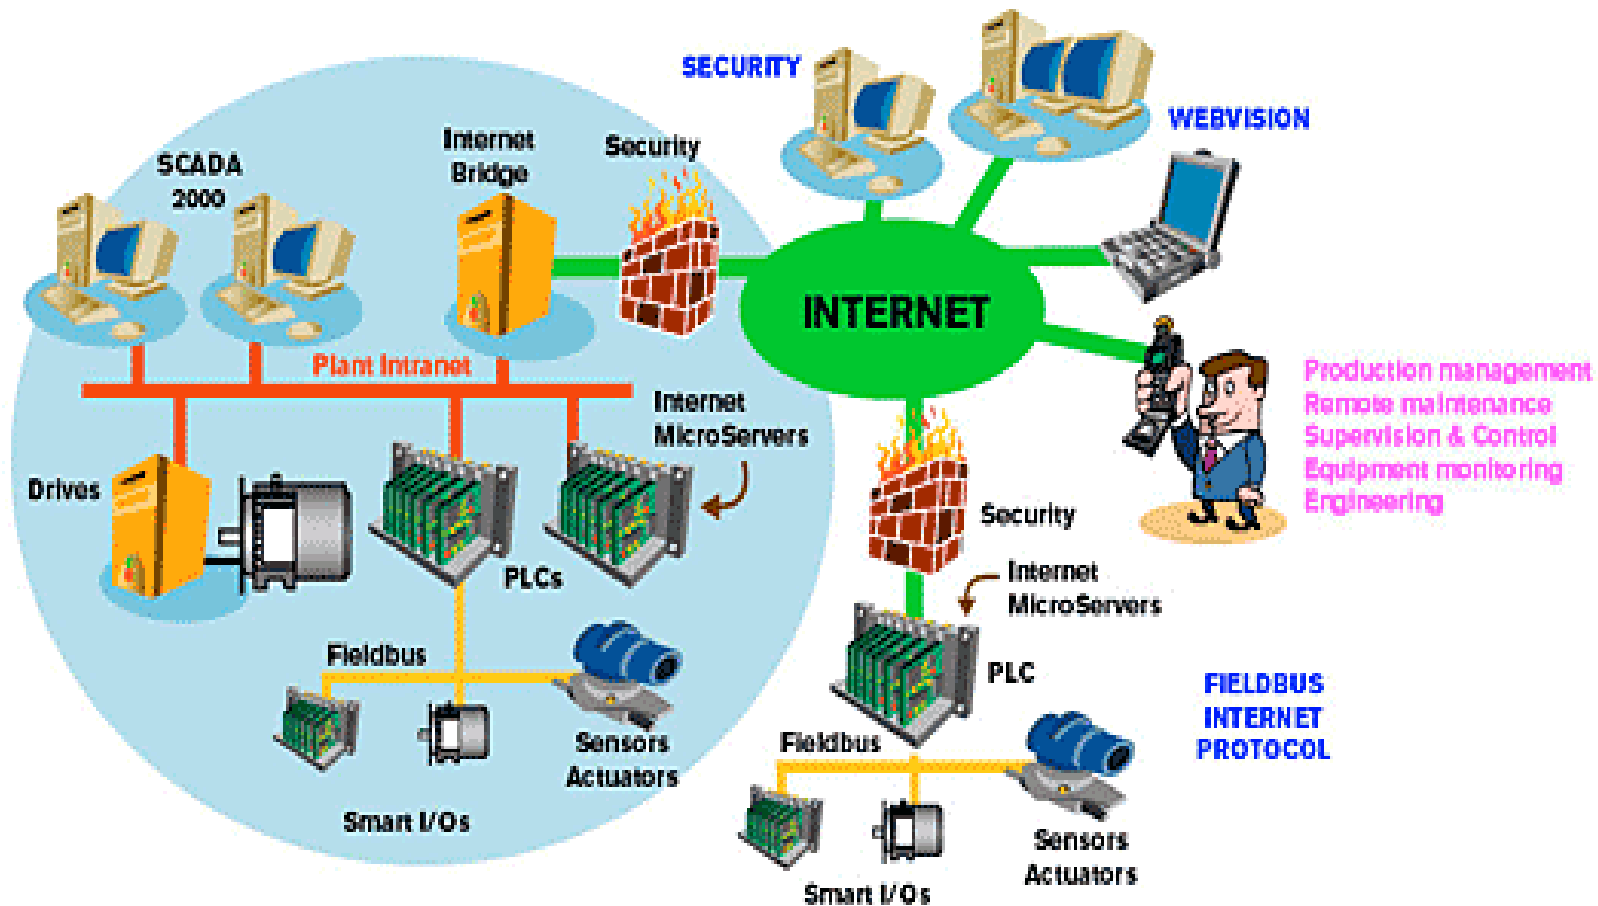 SECURITY
WEBVISION
Internet
Bridge
Security
SCADA
2000
INTERNET
Plant Intranet
Production management
Remote maintenance
Supervision & Control
Equipment monitoring
Engineering
Internet
MicroServers
Drives
PLCs
Security
Internet
MicroServers
Fieldbus
PLC
FIELDBUS
INTERNET
PROTOCOL
Sensors
Actuators
Fieldbus
Smart I/Os
Sensors
Actuators
Smart I/Os